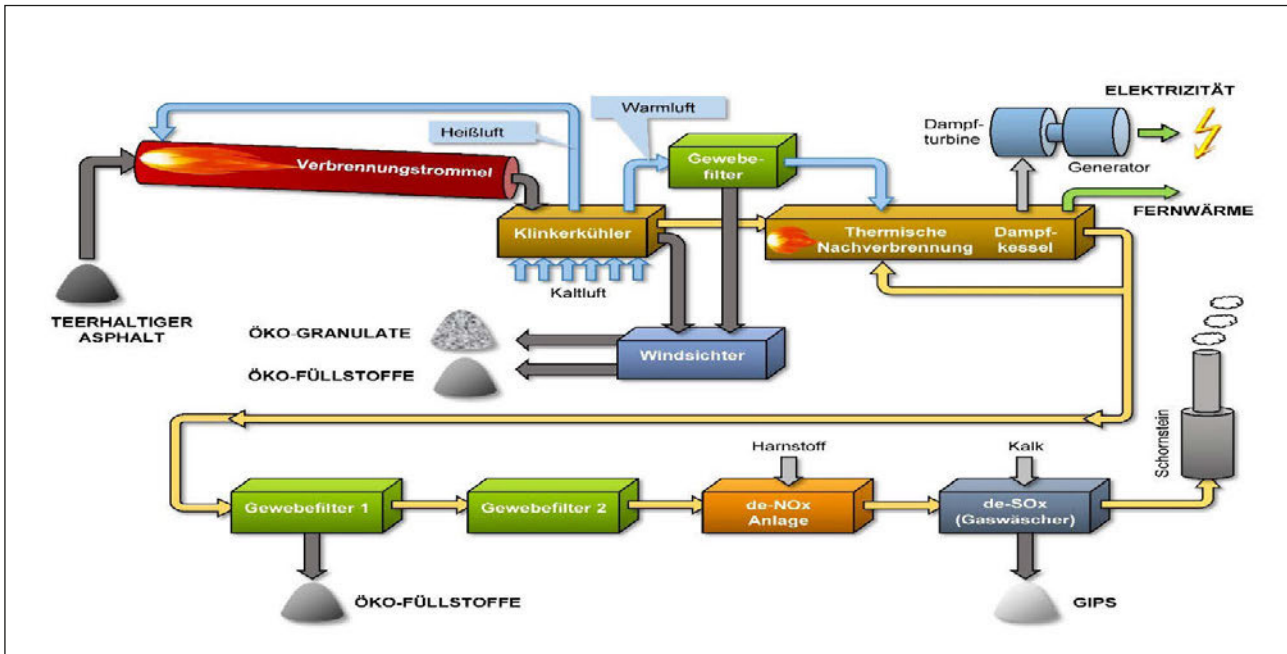 ELEKTRIZITÄT
Warmluft
Heißluft
Dampf-
turbine
Generator
Verbrennungstrommel
Gewebe-
filter
FERNWÄRME
Klinkerkühler
Thermische
Nachverbrennung
Dampf-
kessel
Kaltluft
TEERHALTIGER
ASPHALT
ÖKO-GRANULATE
ÖKO-FÜLLSTOFFE
Windsichter
Harnstoff
Kalk
Schornstein
Gewebefilter 1
Gewebefilter 2
de-NOx
Anlage
de-SOx
(Gaswäscher)
ÖKO-FÜLLSTOFFE
GIPS